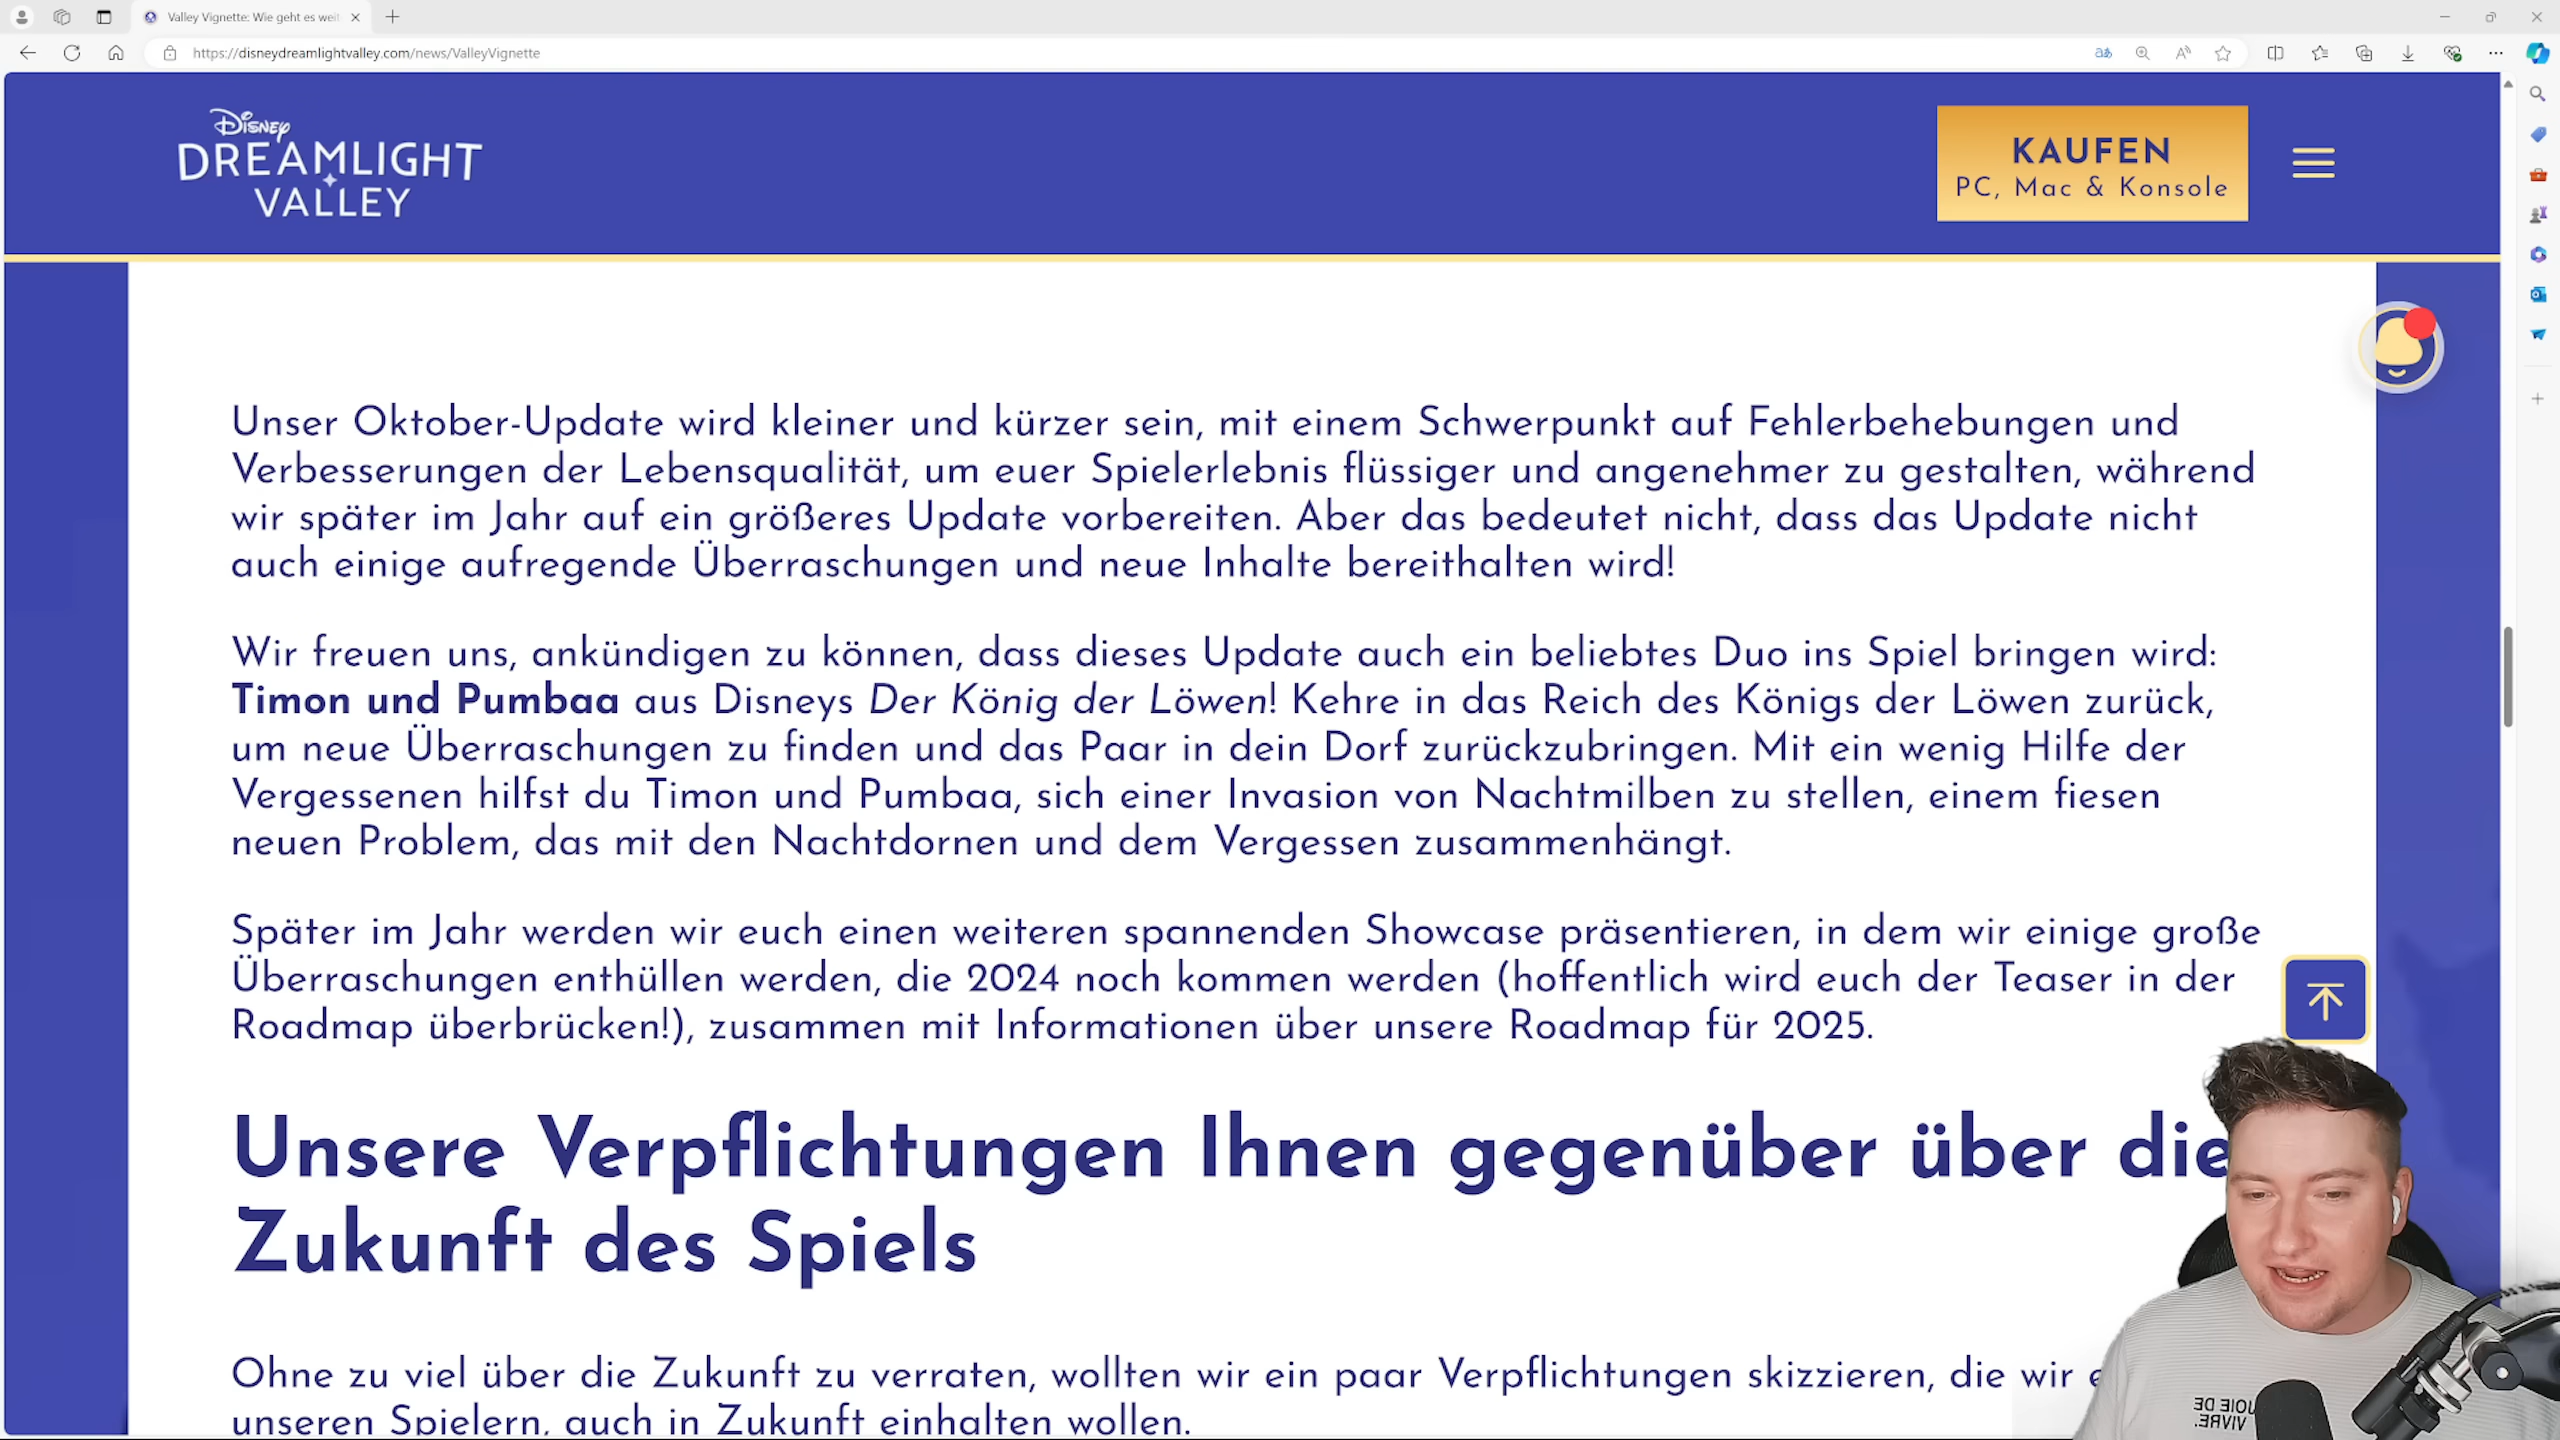 Valley Vignette: Wie geht es weit
https://disneydreamlightvalley.com/news/ValleyVignette
Disney
DREAMLIGHT
VALLEY
KAUFEN
PC, Mac & Konsole
Unser Oktober-Update wird kleiner und kürzer sein, mit einem Schwerpunkt auf Fehlerbehebungen und
Verbesserungen der Lebensqualität, um euer Spielerlebnis flüssiger und angenehmer zu gestalten, während
wir später im Jahr auf ein größeres Update vorbereiten. Aber das bedeutet nicht, dass das Update nicht
auch einige aufregende Überraschungen und neue Inhalte bereithalten wird!
Wir freuen uns, ankündigen zu können, dass dieses Update auch ein beliebtes Duo ins Spiel bringen wird:
Timon und Pumbaa aus Disneys Der König der Löwen! Kehre in das Reich des Königs der Löwen zurück,
um neue Überraschungen zu finden und das Paar in dein Dorf zurückzubringen. Mit ein wenig Hilfe der
Vergessenen hilfst du Timon und Pumbaa, sich einer Invasion von Nachtmilben zu stellen, einem fiesen
neuen Problem, das mit den Nachtdornen und dem Vergessen zusammenhängt.
Später im Jahr werden wir euch einen weiteren spannenden Showcase präsentieren, in dem wir einige große
Überraschungen enthüllen werden, die 2024 noch kommen werden (hoffentlich wird euch der Teaser in der
Roadmap überbrücken!), zusammen mit Informationen über unsere Roadmap für 2025.
Unsere Verpflichtungen Ihnen gegenüber über die
Zukunft des Spiels
Ohne zu viel über die Zukunft zu verraten, wollten wir ein paar Verpflichtungen skizzieren, die wir
unseren Spielern, auch in Zukunft einhalten wollen.
JOIE DE
VIVRE.